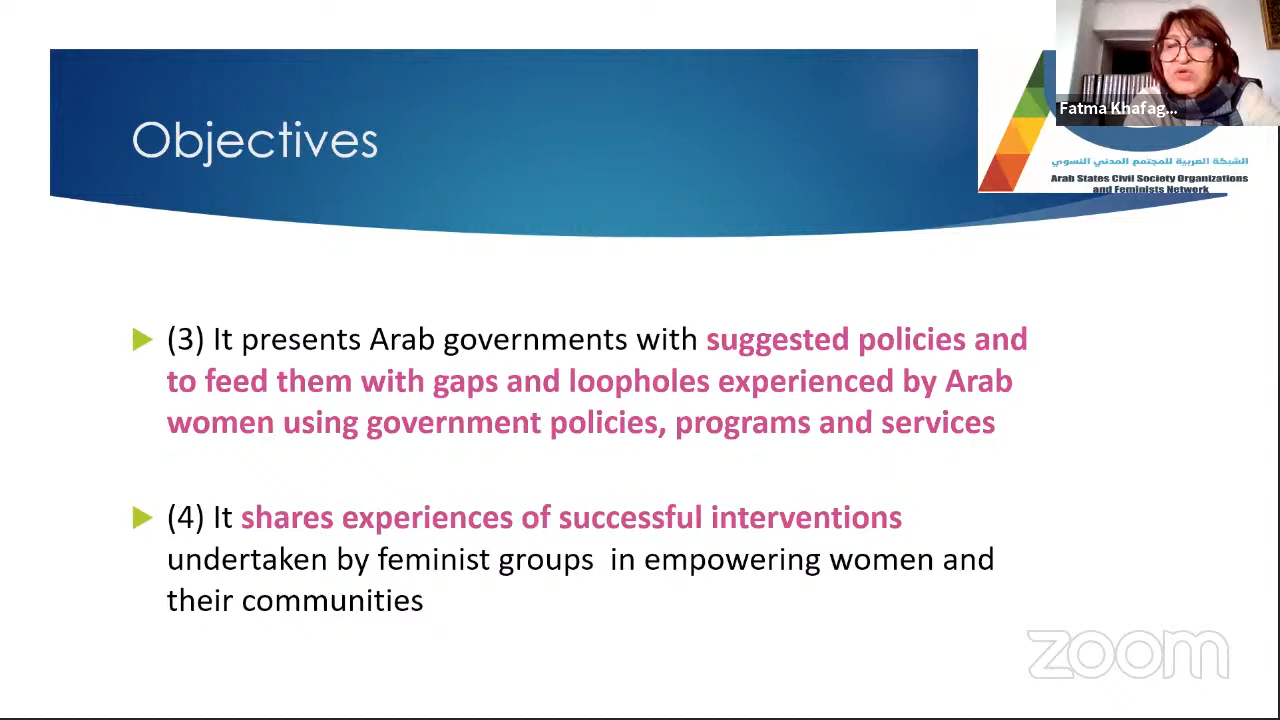 Objectives
Fatma Khafag...
الشبكة العربية للمجتمع المدني النسوي
Arab States Civil Society Organizations
and Feminists Network
(3) It presents Arab governments with suggested policies and
to feed them with gaps and loopholes experienced by Arab
women using government policies, programs and services
(4) It shares experiences of successful interventions
undertaken by feminist groups in empowering women and
their communities
zoom